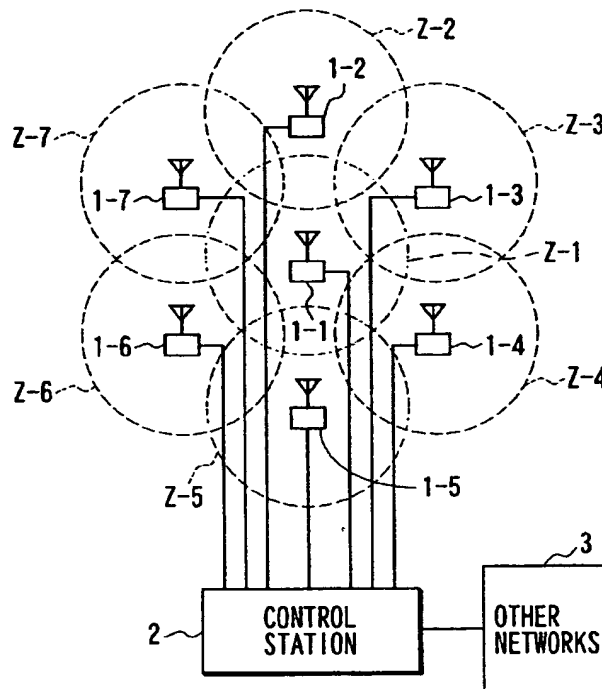 Z-2
1-2
Z-7
Z-3
1-7
1-3
Z-1
1-1
1-6
1-4
Z-6
Z-4
Z-5
1-5
3
2
CONTROL
STATION
OTHER
NETWORKS